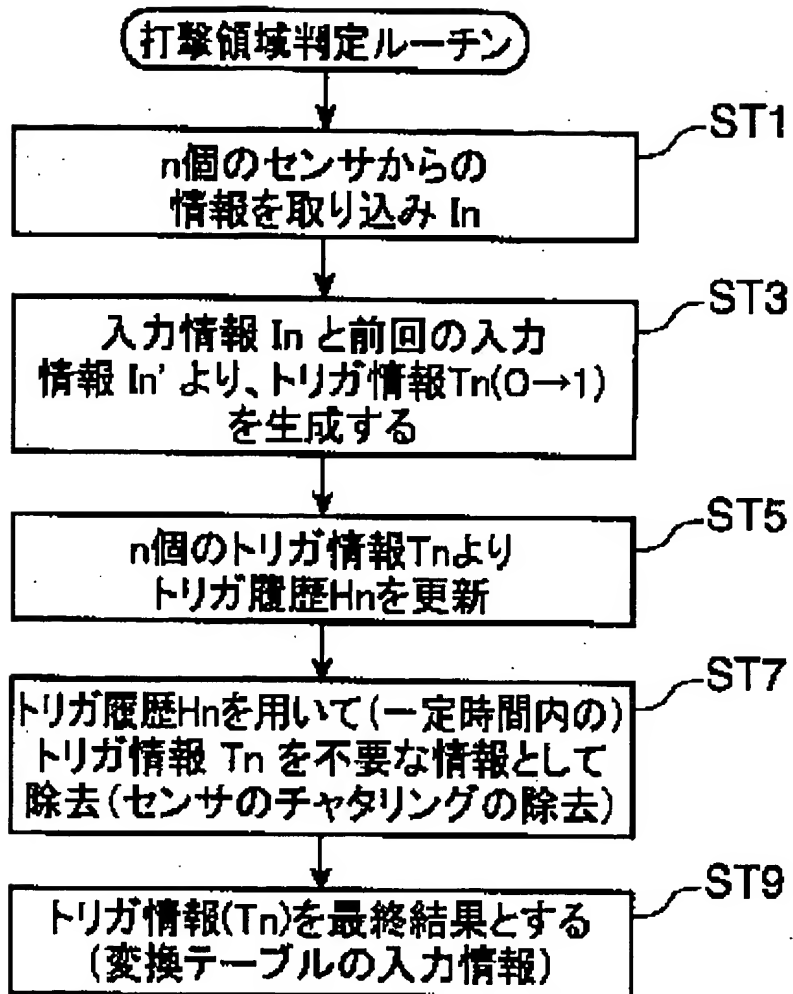 打撃領域判定ルーチン
ST1
n個のセンサからの
情報を取り込み In
ST3
入力情報 In と前回の入力
情報 In' より、トリガ情報Tn(0→1)
を生成する
ST5
n個のトリガ情報Tnより
トリガ履歴Hnを更新
ST7
トリガ履歴Hnを用いて(一定時間内の)
トリガ情報 Tn を不要な情報として
除去(センサのチャタリングの除去)
ST9
トリガ情報(Tn)を最終結果とする
(変換テーブルの入力情報)